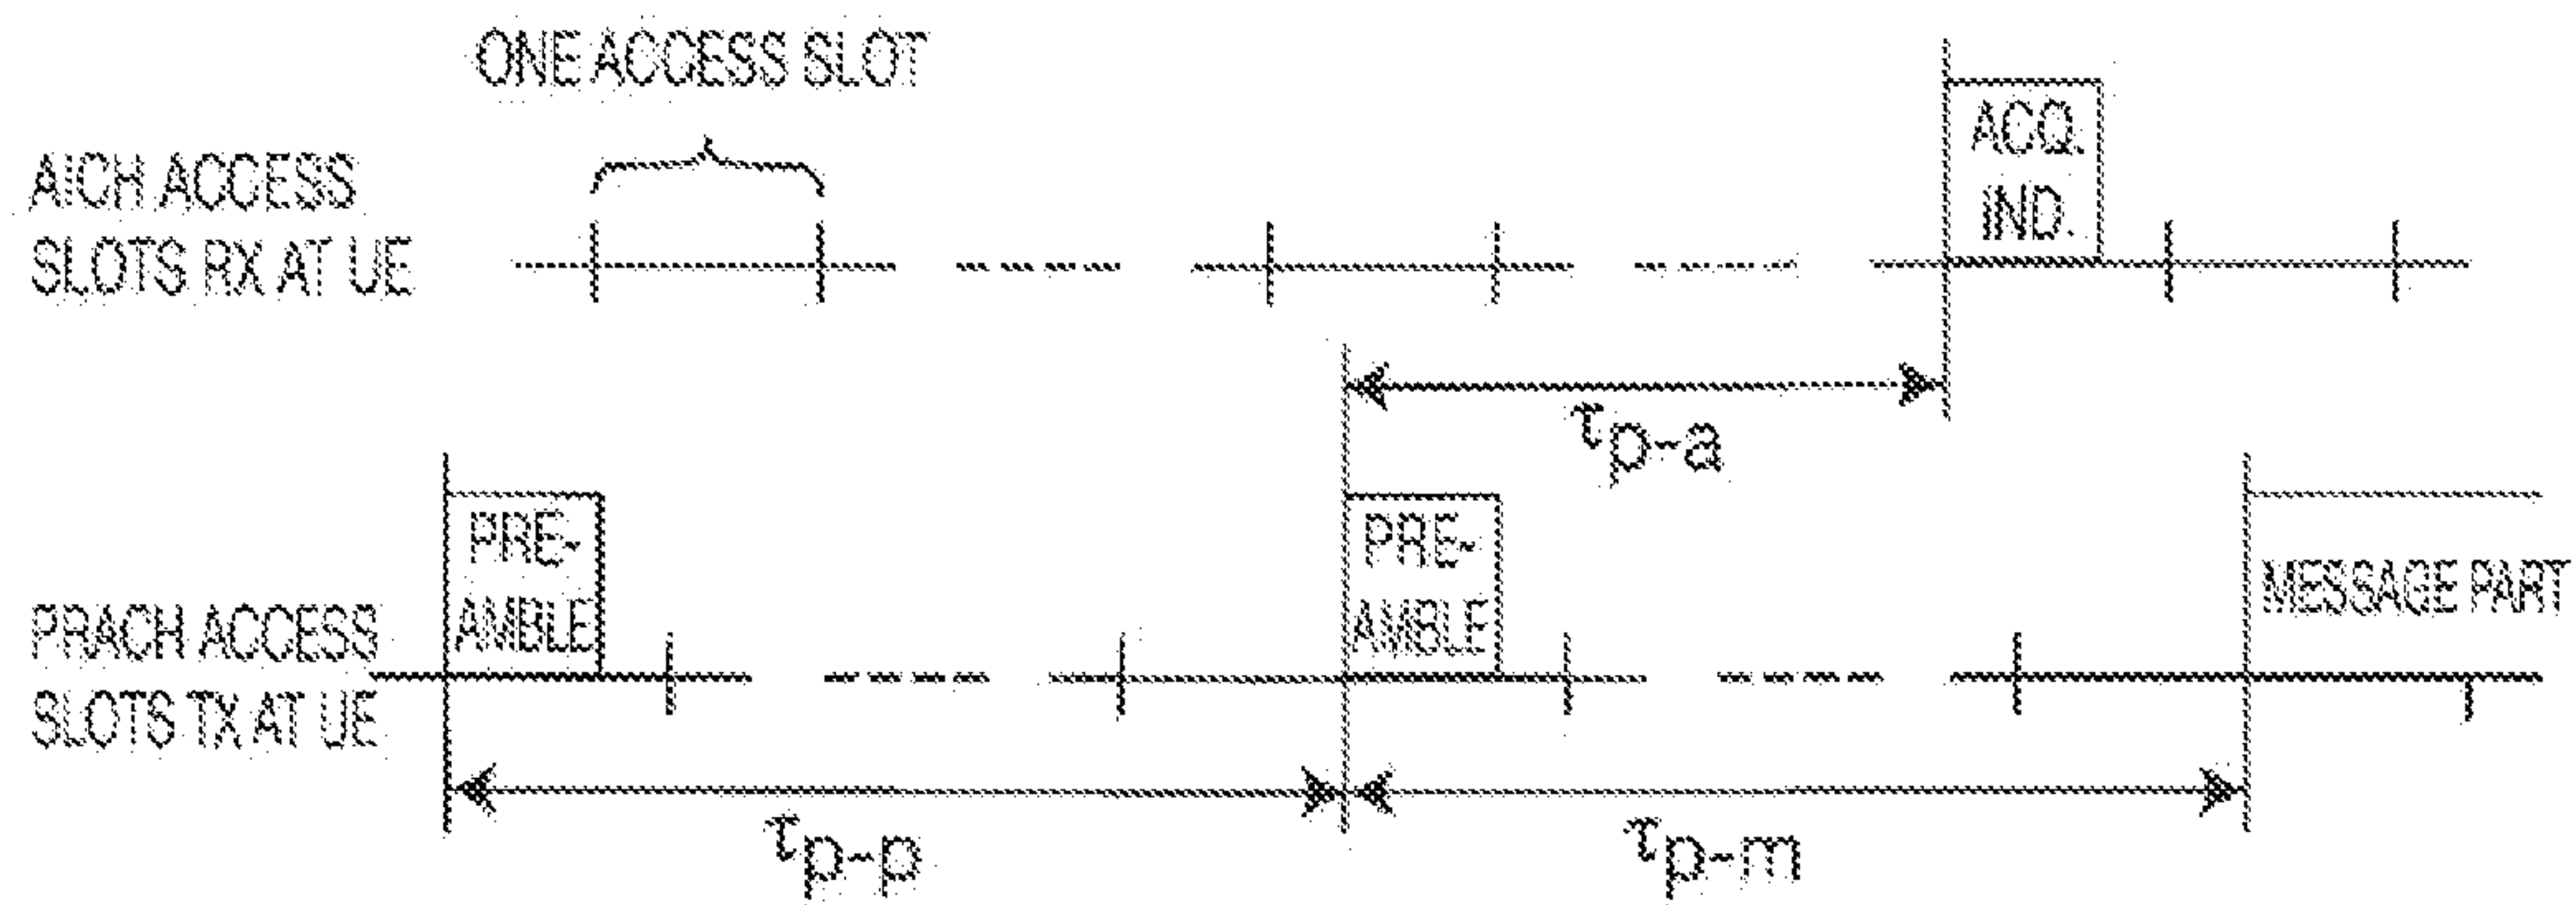 ONE ACCESS SLOT
AICH ACCESS
SLOTS RX AT UE
ACQ.
IND.
τp-a
PRACH ACCESS
SLOTS TX AT UE
PRE-
AMBLE
PRE-
AMBLE
MESSAGE PART
τp-p
τp-m